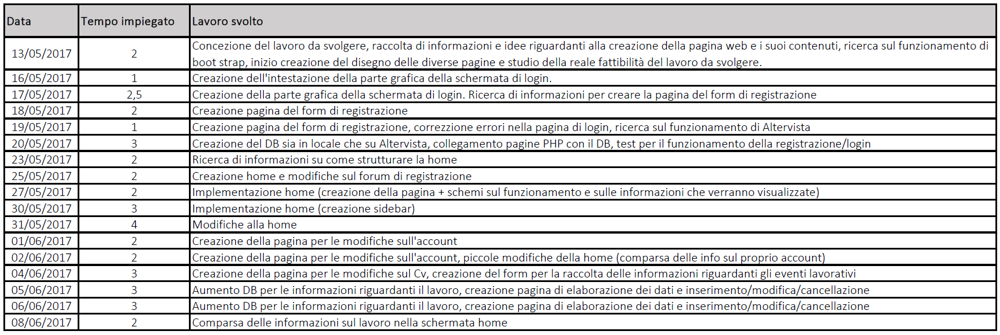 Data Tempo impiegato Lavoro svolto
13/05/2017 2 Concezione del lavoro da svolgere, raccolta di informazioni e idee riguardanti alla creazione della pagina web e i suoi contenuti, ricerca sul funzionamento di
boot strap, inizio creazione del disegno delle diverse pagine e studio della reale fattibilità del lavoro da svolgere.
16/05/2017 1 Creazione dell'intestazione della parte grafica della schermata di login.
17/05/2017 2,5 Creazione della parte grafica della schermata di login. Ricerca di informazioni per creare la pagina del form di registrazione
18/05/2017 2 Creazione pagina del form di registrazione
19/05/2017 1 Creazione pagina del form di registrazione, correzzione errori nella pagina di login, ricerca sul funzionamento di Altervista
20/05/2017 3 Creazione del DB sia in locale che su Altervista, collegamento pagine PHP con il DB, test per il funzionamento della registrazione/login
23/05/2017 2 Ricerca di informazioni su come strutturare la home
25/05/2017 2 Creazione home e modifiche sul forum di registrazione
27/05/2017 2 Implementazione home (creazione della pagina + schemi sul funzionamento e sulle informazioni che verranno visualizzate)
30/05/2017 3 Implementazione home (creazione sidebar)
31/05/2017 4 Modifiche alla home
01/06/2017 2 Creazione della pagina per le modifiche sull'account
02/06/2017 2 Creazione della pagina per le modifiche sull'account, piccole modifiche della home (comparsa delle info sul proprio account)
04/06/2017 3 Creazione della pagina per le modifiche sul Cv, creazione del form per la raccolta delle informazioni riguardanti gli eventi lavorativi
05/06/2017 3 Aumento DB per le informazioni riguardanti il lavoro, creazione pagina di elaborazione dei dati e inserimento/modifica/cancellazione
06/06/2017 3 Aumento DB per le informazioni riguardanti il lavoro, creazione pagina di elaborazione dei dati e inserimento/modifica/cancellazione
08/06/2017 2 Comparsa delle informazioni sul lavoro nella schermata home